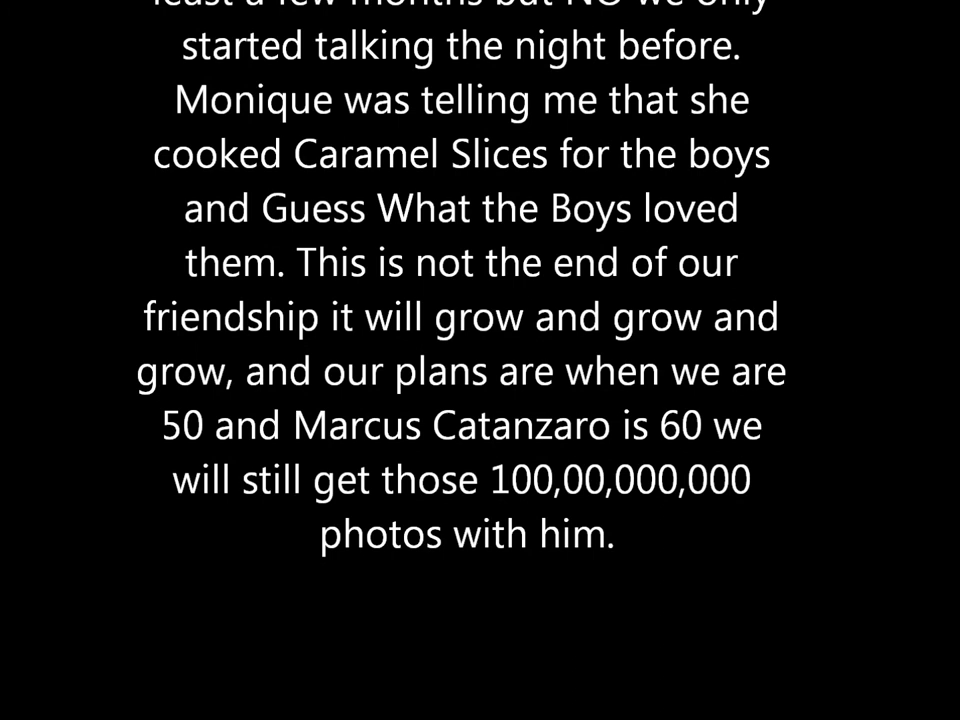 least a few months but NO we only
started talking the night before.
Monique was telling me that she
cooked Caramel Slices for the boys
and Guess What the Boys loved
them. This is not the end of our
friendship it will grow and grow and
grow, and our plans are when we are
50 and Marcus Catanzaro is 60 we
will still get those 100,00,000,000
photos with him.